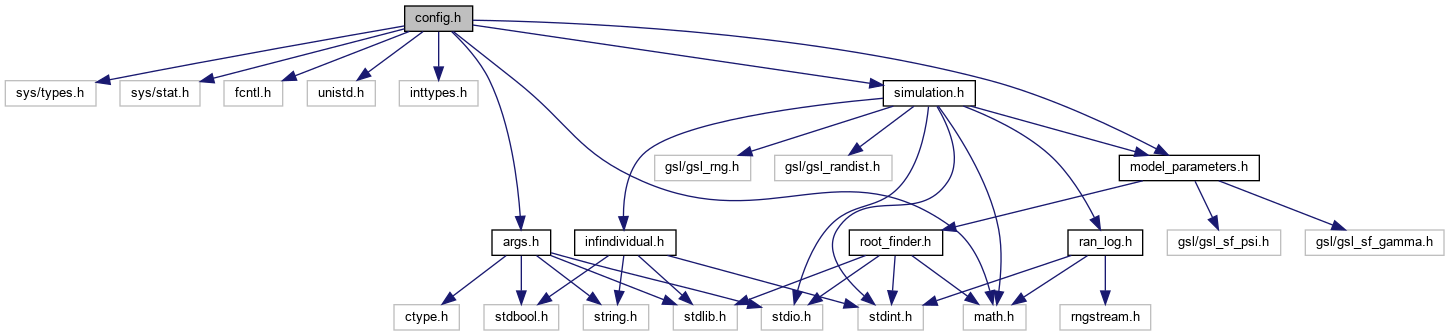 config.h
sys/types.h
sys/stat.h
fcntl.h
unistd.h
inttypes.h
simulation.h
gsl/gsl_rng.h
gsl/gsl_randist.h
model_parameters.h
args.h
infindividual.h
root_finder.h
ran_log.h
gsl/gsl_sf_psi.h
gsl/gsl_sf_gamma.h
ctype.h
stdbool.h
string.h
stdlib.h
stdio.h
stdint.h
math.h
rngstream.h